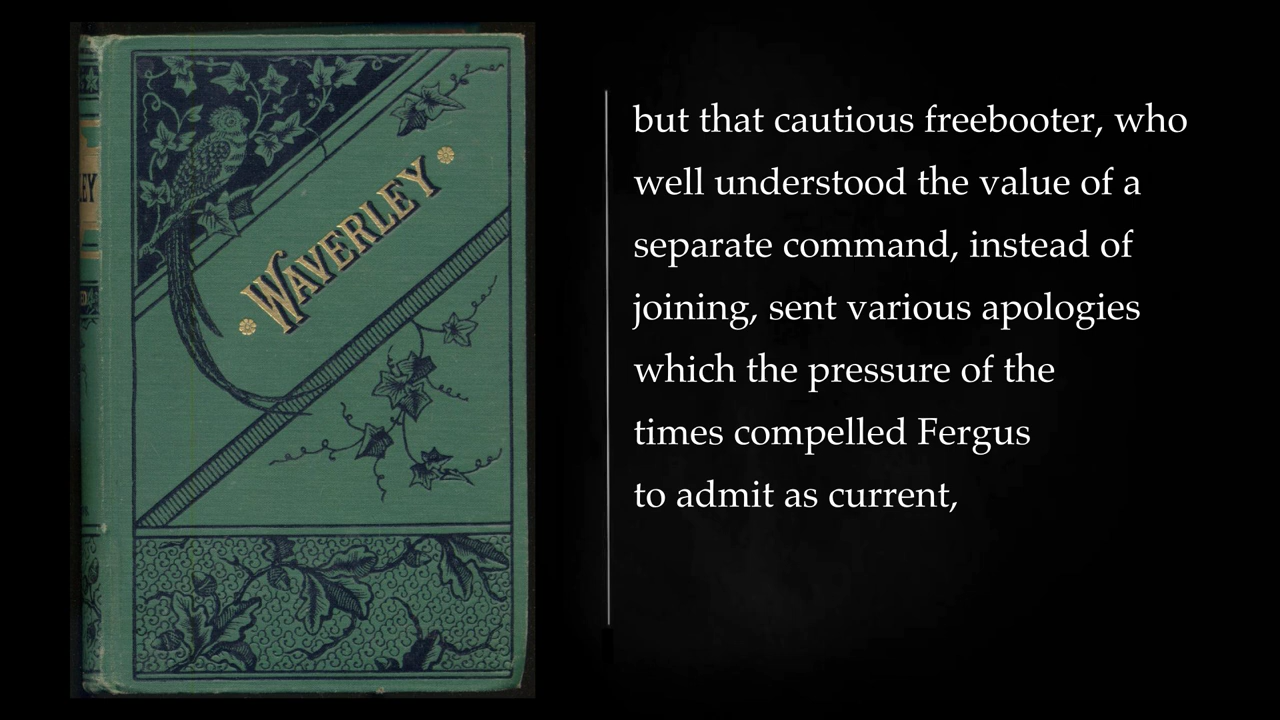 WAVERLEY
EY
but that cautious freebooter, who
well understood the value of a
separate command, instead of
joining, sent various apologies
which the pressure of the
times compelled Fergus
to admit as current,